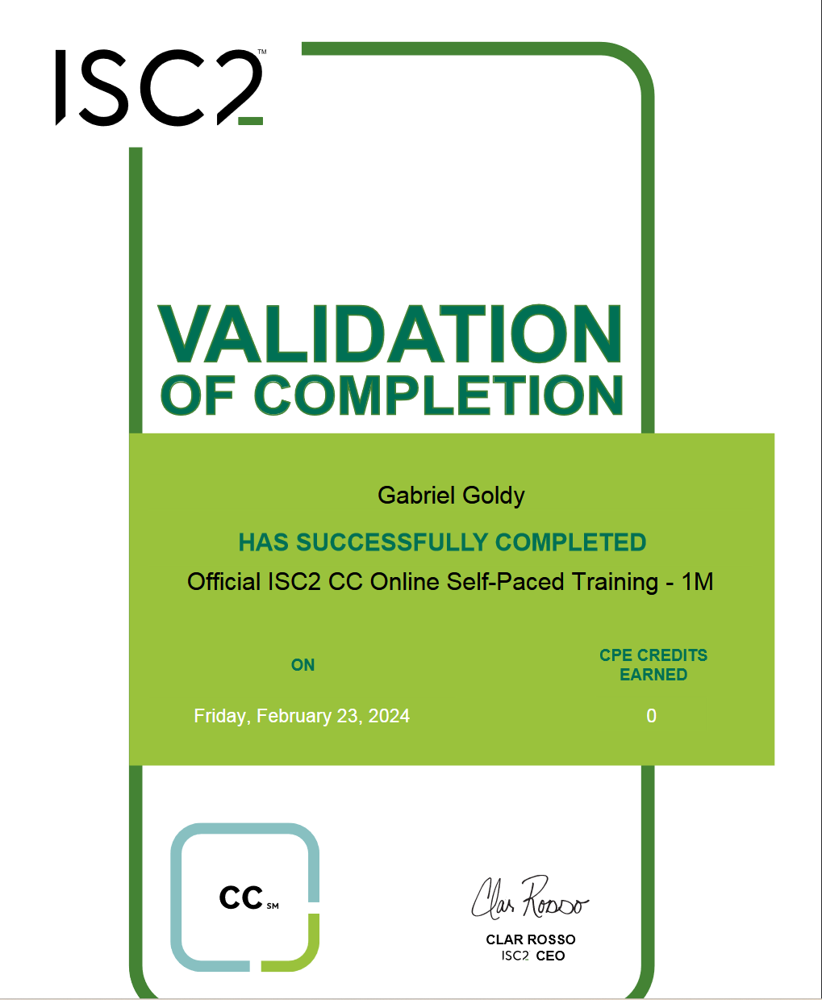 ISC2™
VALIDATION
OF COMPLETION
Gabriel Goldy
HAS SUCCESSFULLY COMPLETED
Official ISC2 CC Online Self-Paced Training - 1M
ON
Friday, February 23, 2024
CPE CREDITS
EARNED
0
CC SM
Clar Rosso
CLAR ROSSO
ISC2 CEO